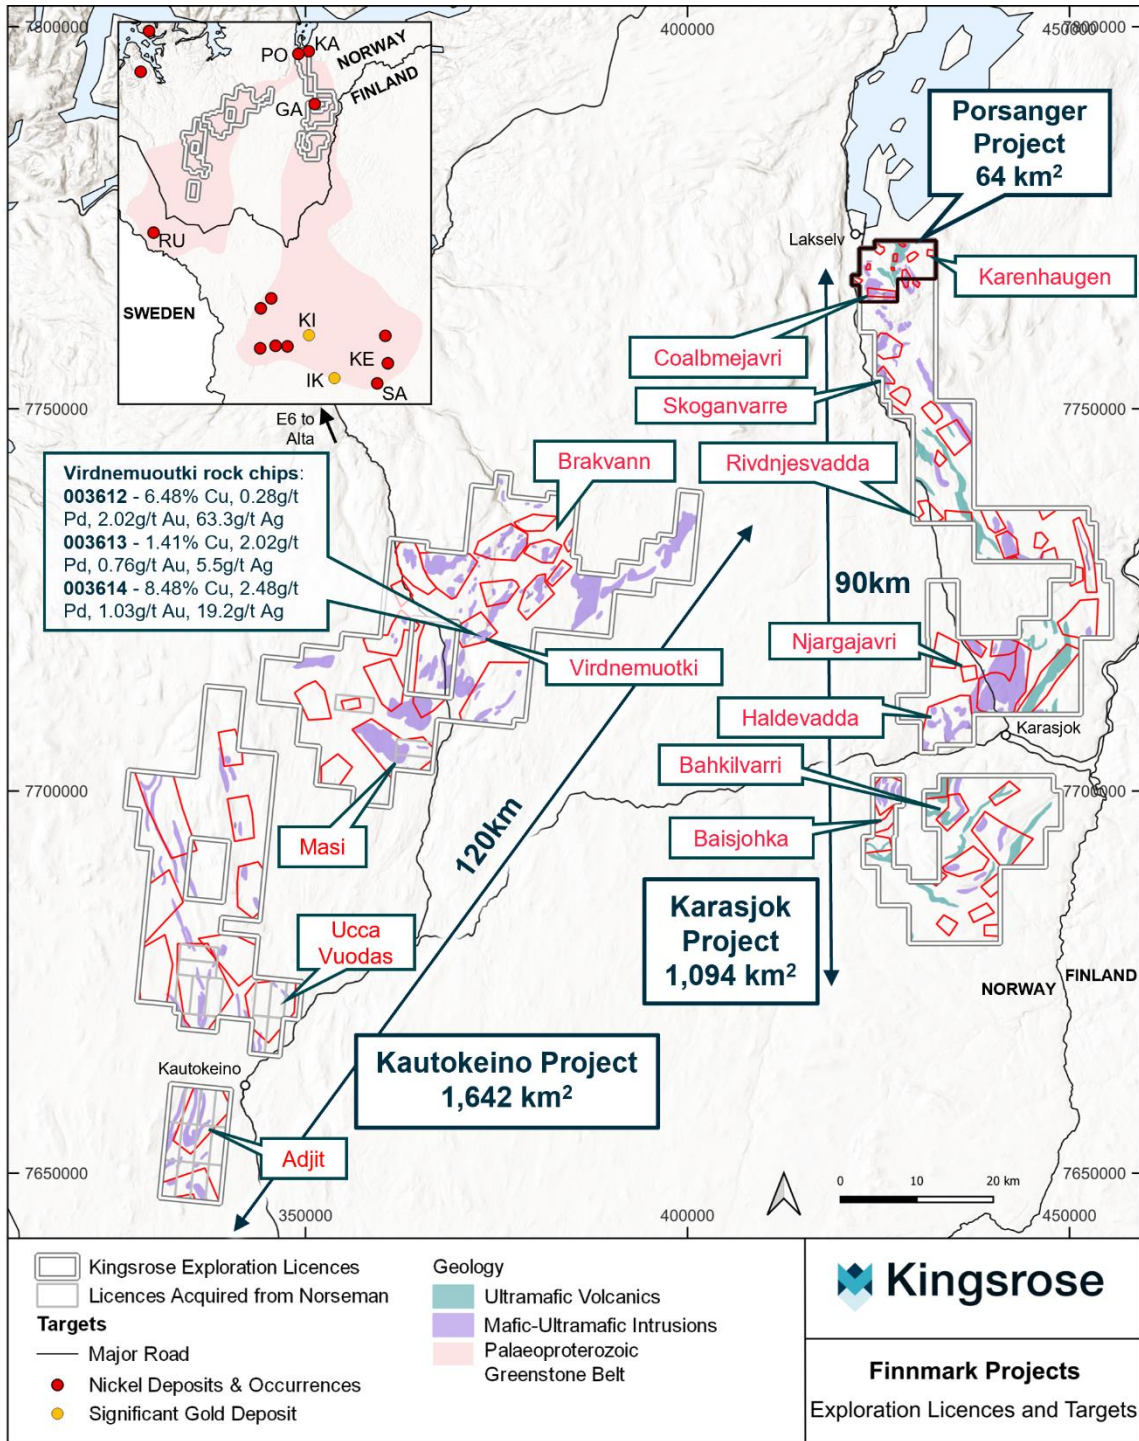 7800000
400000
450000
7800000
PO
KA
NORWAY
FINLAND
GA
RU
SWEDEN
KI
KE
IK
SA
E6 to
Alta
Porsanger
Project
64 km²
Lakselv
Karenhaugen
Coalbmejavri
Skoganvarre
7750000
7750000
Brakvann
Rivdnjesvadda
Virdnemuoutki rock chips:
003612 - 6.48% Cu, 0.28g/t
Pd, 2.02g/t Au, 63.3g/t Ag
003613 - 1.41% Cu, 2.02g/t
Pd, 0.76g/t Au, 5.5g/t Ag
003614 - 8.48% Cu, 2.48g/t
Pd, 1.03g/t Au, 19.2g/t Ag
90km
Njargajavri
Virdnemuotki
Haldevadda
Karasjok
Bahkilvarri
7700000
7700000
Baisjohka
Masi
120km
Karasjok
Project
1,094 km²
Ucca
Vuodas
NORWAY
FINLAND
Kautokeino
Kautokeino Project
1,642 km²
Adjit
7650000
7650000
0 10 20 km
350000
400000
450000
Kingsrose Exploration Licences
Licences Acquired from Norseman
Targets
Major Road
Nickel Deposits & Occurrences
Significant Gold Deposit
Geology
Ultramafic Volcanics
Mafic-Ultramafic Intrusions
Palaeoproterozoic
Greenstone Belt
Kingsrose
Finnmark Projects
Exploration Licences and Targets